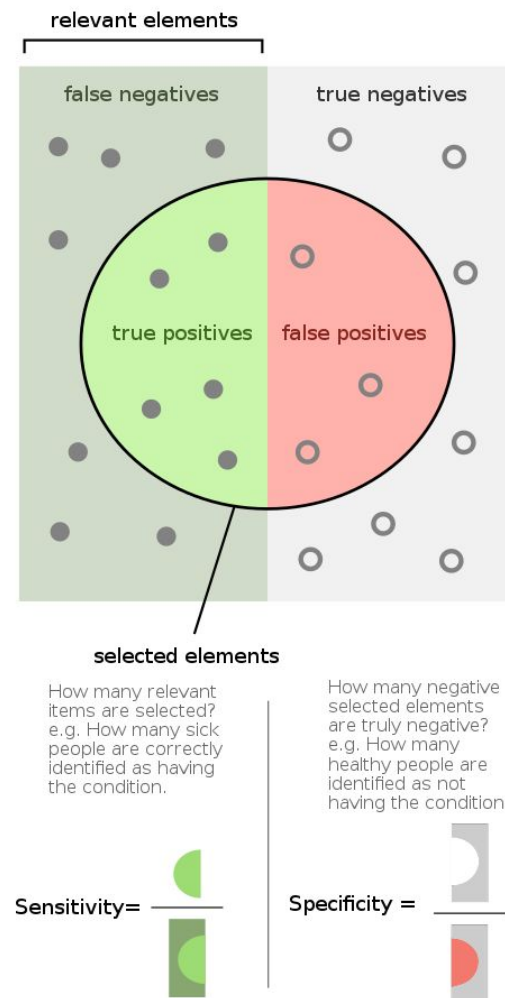 relevant elements
false negatives
true negatives
true positives
false positives
selected elements
How many relevant
items are selected?
e.g. How many sick
people are correctly
identified as having
the condition.
How many negative
selected elements
are truly negative?
e.g. How many
healthy people are
identified as not
having the condition
Sensitivity=
Specificity =